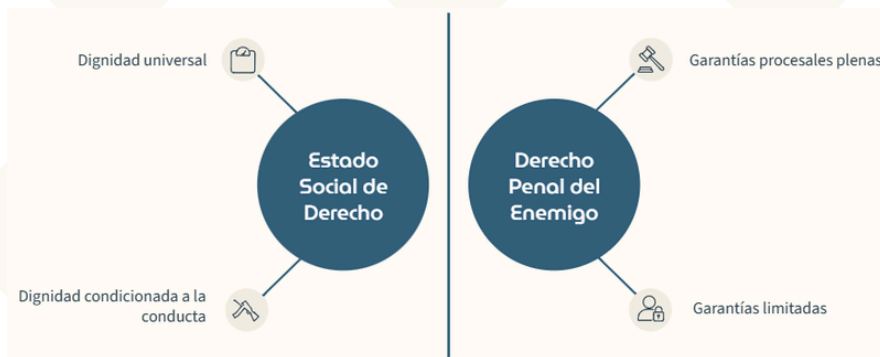 Dignidad universal
Estado
Social de
Derecho
Dignidad condicionada a la
conducta
Garantías procesales plenas
Derecho
Penal del
Enemigo
Garantías limitadas